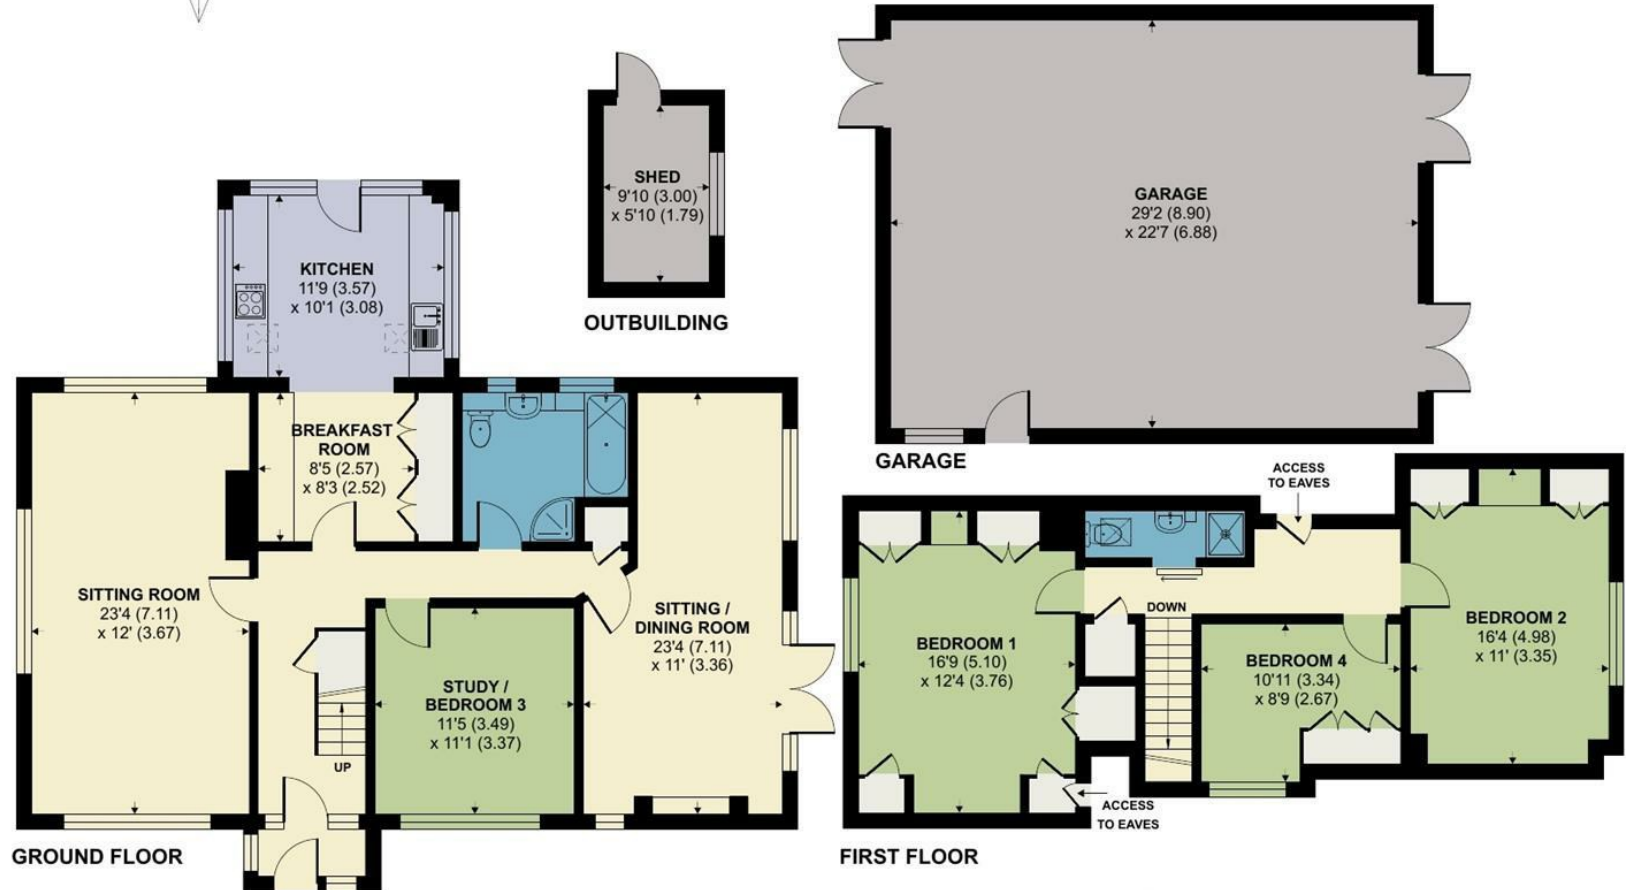 SHED
9'10 (3.00)
x 5'10 (1.79)
OUTBUILDING
GARAGE
29'2 (8.90)
x 22'7 (6.88)
GARAGE
KITCHEN
11'9 (3.57)
x 10'1 (3.08)
BREAKFAST
ROOM
8'5 (2.57)
x 8'3 (2.52)
SITTING ROOM
23'4 (7.11)
x 12' (3.67)
SITTING /
DINING ROOM
23'4 (7.11)
x 11' (3.36)
STUDY /
BEDROOM 3
11'5 (3.49)
x 11'1 (3.37)
UP
GROUND FLOOR
ACCESS
TO EAVES
DOWN
BEDROOM 1
16'9 (5.10)
x 12'4 (3.76)
BEDROOM 4
10'11 (3.34)
x 8'9 (2.67)
BEDROOM 2
16'4 (4.98)
x 11' (3.35)
ACCESS
TO EAVES
FIRST FLOOR